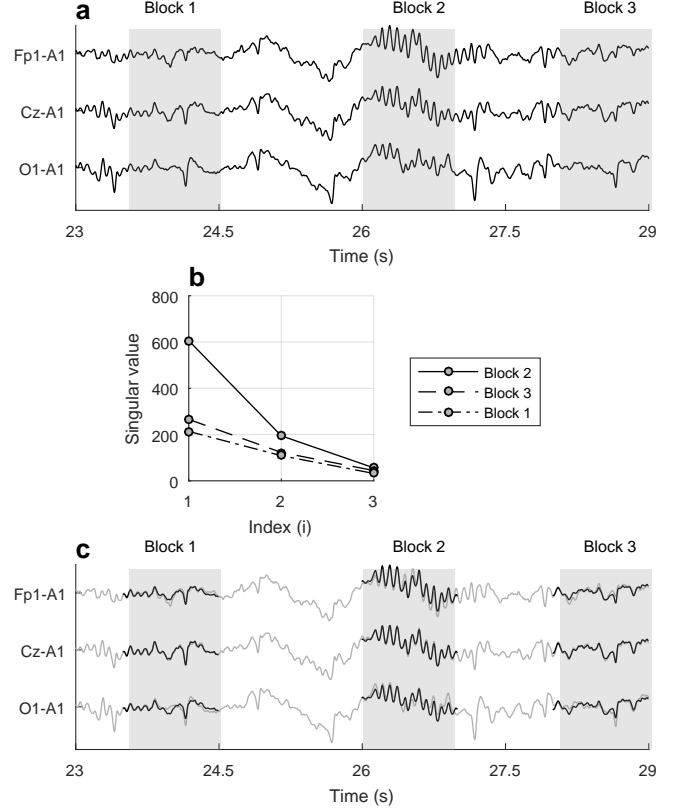 a
Block 1 Block 2 Block 3
Fp1-A1
Cz-A1
O1-A1
23 24.5 26 27.5 29
Time (s)
b
800
600
400
200
0
Singular value
1 2 3
Index (i)
Block 2
Block 3
Block 1
c
Block 1 Block 2 Block 3
Fp1-A1
Cz-A1
O1-A1
23 24.5 26 27.5 29
Time (s)